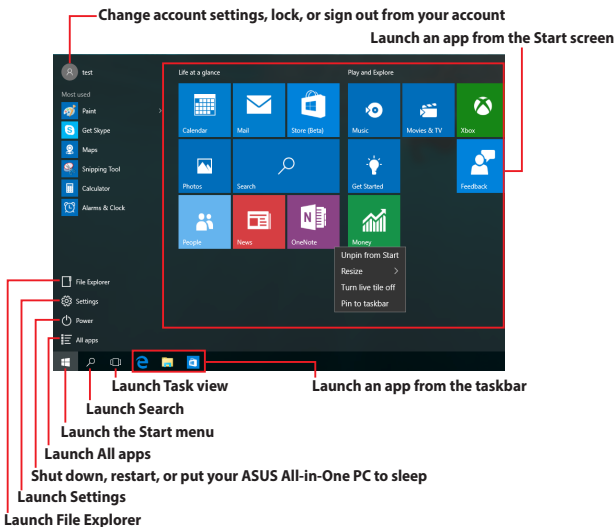 Change account settings, lock, or sign out from your account
Launch an app from the Start screen
test
Most used
Paint
Get Skype
Maps
Snipping Tool
Calculator
Alarms & Clock
File Explorer
Settings
Power
All apps
Life at a glance
Play and Explore
Calendar
Mail
Store (Beta)
Music
Movies & TV
Xbox
Photos
Search
Get Started
Feedback
People
News
OneNote
Money
Unpin from Start
Resize
Turn live tile off
Pin to taskbar
Launch Task view
Launch an app from the taskbar
Launch Search
Launch the Start menu
Launch All apps
Shut down, restart, or put your ASUS All-in-One PC to sleep
Launch Settings
Launch File Explorer